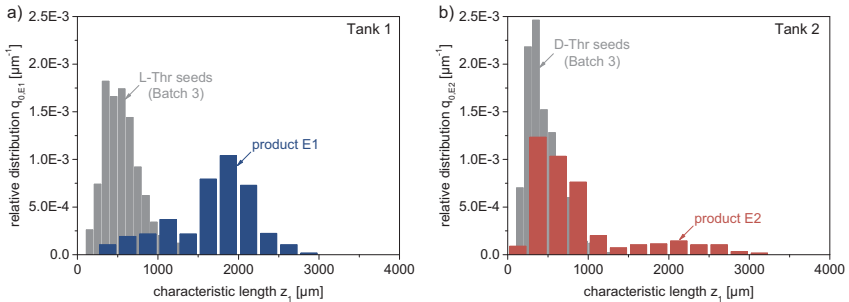 a)
Tank 1
2.5E-3
2.0E-3
1.5E-3
1.0E-3
5.0E-4
0.0
relative distribution q0,E1 [µm-1]
L-Thr seeds
(Batch 3)
product E1
0
1000
2000
3000
4000
characteristic length z1 [µm]
b)
Tank 2
2.5E-3
2.0E-3
1.5E-3
1.0E-3
5.0E-4
0.0
relative distribution q0,E2 [µm-1]
D-Thr seeds
(Batch 3)
product E2
0
1000
2000
3000
4000
characteristic length z1 [µm]